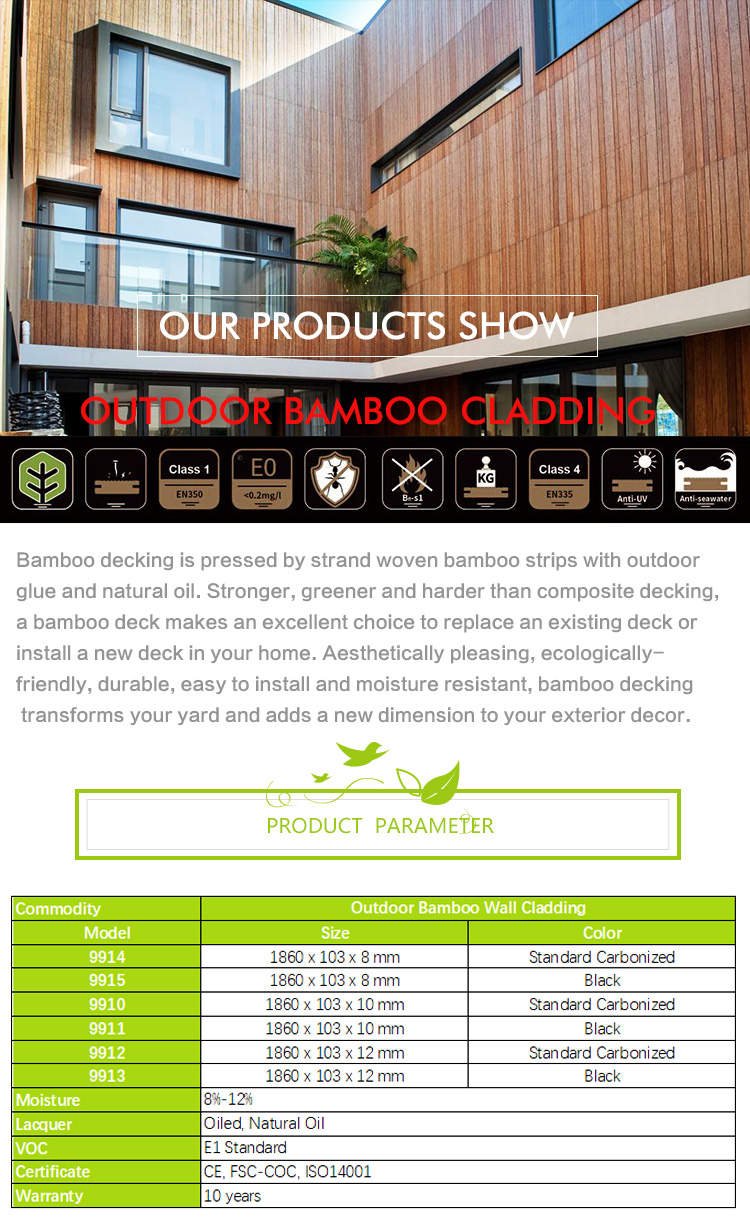 OUR PRODUCTS SHOW
OUTDOOR BAMBOO CLADDING
Class 1
EN350
E0
<0.2mg/l
Bfl-s1
KG
Class 4
EN335
Anti-UV
Anti-seawater
Bamboo decking is pressed by strand woven bamboo strips with outdoor
glue and natural oil. Stronger, greener and harder than composite decking,
a bamboo deck makes an excellent choice to replace an existing deck or
install a new deck in your home. Aesthetically pleasing, ecologically-
friendly, durable, easy to install and moisture resistant, bamboo decking
transforms your yard and adds a new dimension to your exterior decor.
PRODUCT PARAMETER
Commodity Outdoor Bamboo Wall Cladding
Model Size Color
9914 1860 x 103 x 8 mm Standard Carbonized
9915 1860 x 103 x 8 mm Black
9910 1860 x 103 x 10 mm Standard Carbonized
9911 1860 x 103 x 10 mm Black
9912 1860 x 103 x 12 mm Standard Carbonized
9913 1860 x 103 x 12 mm Black
Moisture 8%-12%
Lacquer Oiled, Natural Oil
VOC E1 Standard
Certificate CE, FSC-COC, ISO14001
Warranty 10 years